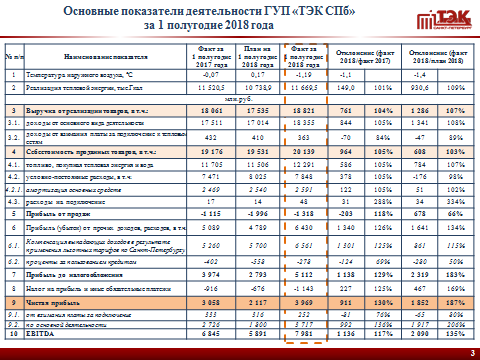 Основные показатели деятельности ГУП «ТЭК СПб»
за 1 полугодие 2018 года
ТЭК
САНКТ-ПЕТЕРБУРГ
№ п/п Наименование показателя Факт за 1 полугодие 2017 года План на 1 полугодие 2018 года Факт за 1 полугодие 2018 года Отклонение (факт 2018/факт 2017) Отклонение (факт 2018/план 2018)
1 Температура наружного воздуха, °С -0,07 0,17 -1,19 -1,1 -1,4
2 Реализация тепловой энергии, тыс.Гкал 11 520,5 10 738,9 11 669,5 149,0 101% 930,6 109%
млн.руб.
3 Выручка от реализации товаров, в т.ч.: 18 061 17 535 18 821 761 104% 1 286 107%
3.1. доходы от основного вида деятельности 17 511 17 014 18 355 844 105% 1 341 108%
3.2. доходы от взимания платы за подключение к тепловым сетям 432 410 363 -70 84% -47 89%
4 Себестоимость проданных товаров, в т.ч.: 19 176 19 531 20 139 964 105% 608 103%
4.1. топливо, покупная тепловая энергия и вода 11 705 11 506 12 291 586 105% 784 107%
4.2. условно-постоянные расходы, в т.ч: 7 471 8 025 7 848 378 105% -176 98%
4.2.1. амортизация основных средств 2 469 2 540 2 591 122 105% 51 102%
4.3. расходы на подключение 17 14 48 31 288% 34 334%
5 Прибыль от продаж -1 115 -1 996 -1 318 -203 118% 678 66%
6 Прибыль (убыток) от прочих доходов, расходов, в т.ч. 5 089 4 789 6 430 1 340 126% 1 641 134%
6.1. Компенсация выпадающих доходов в результате применения льготных тарифов по Санкт-Петербургу 5 260 5 700 6 561 1 301 125% 861 115%
6.2. проценты за пользование кредитом -402 -558 -278 -124 69% -280 50%
7 Прибыль до налогообложения 3 974 2 793 5 112 1 138 129% 2 319 183%
8 Налог на прибыль и иные обязательные платежи -916 -676 -1 143 227 125% 467 169%
9 Чистая прибыль 3 058 2 117 3 969 911 130% 1 852 187%
9.1. от взимания платы за подключение 333 316 252 -81 76% -65 80%
9.2. по основной деятельности 2 726 1 800 3 717 992 136% 1 917 206%
10 EBITDA 6 845 5 891 7 981 1 136 117% 2 090 135%
3